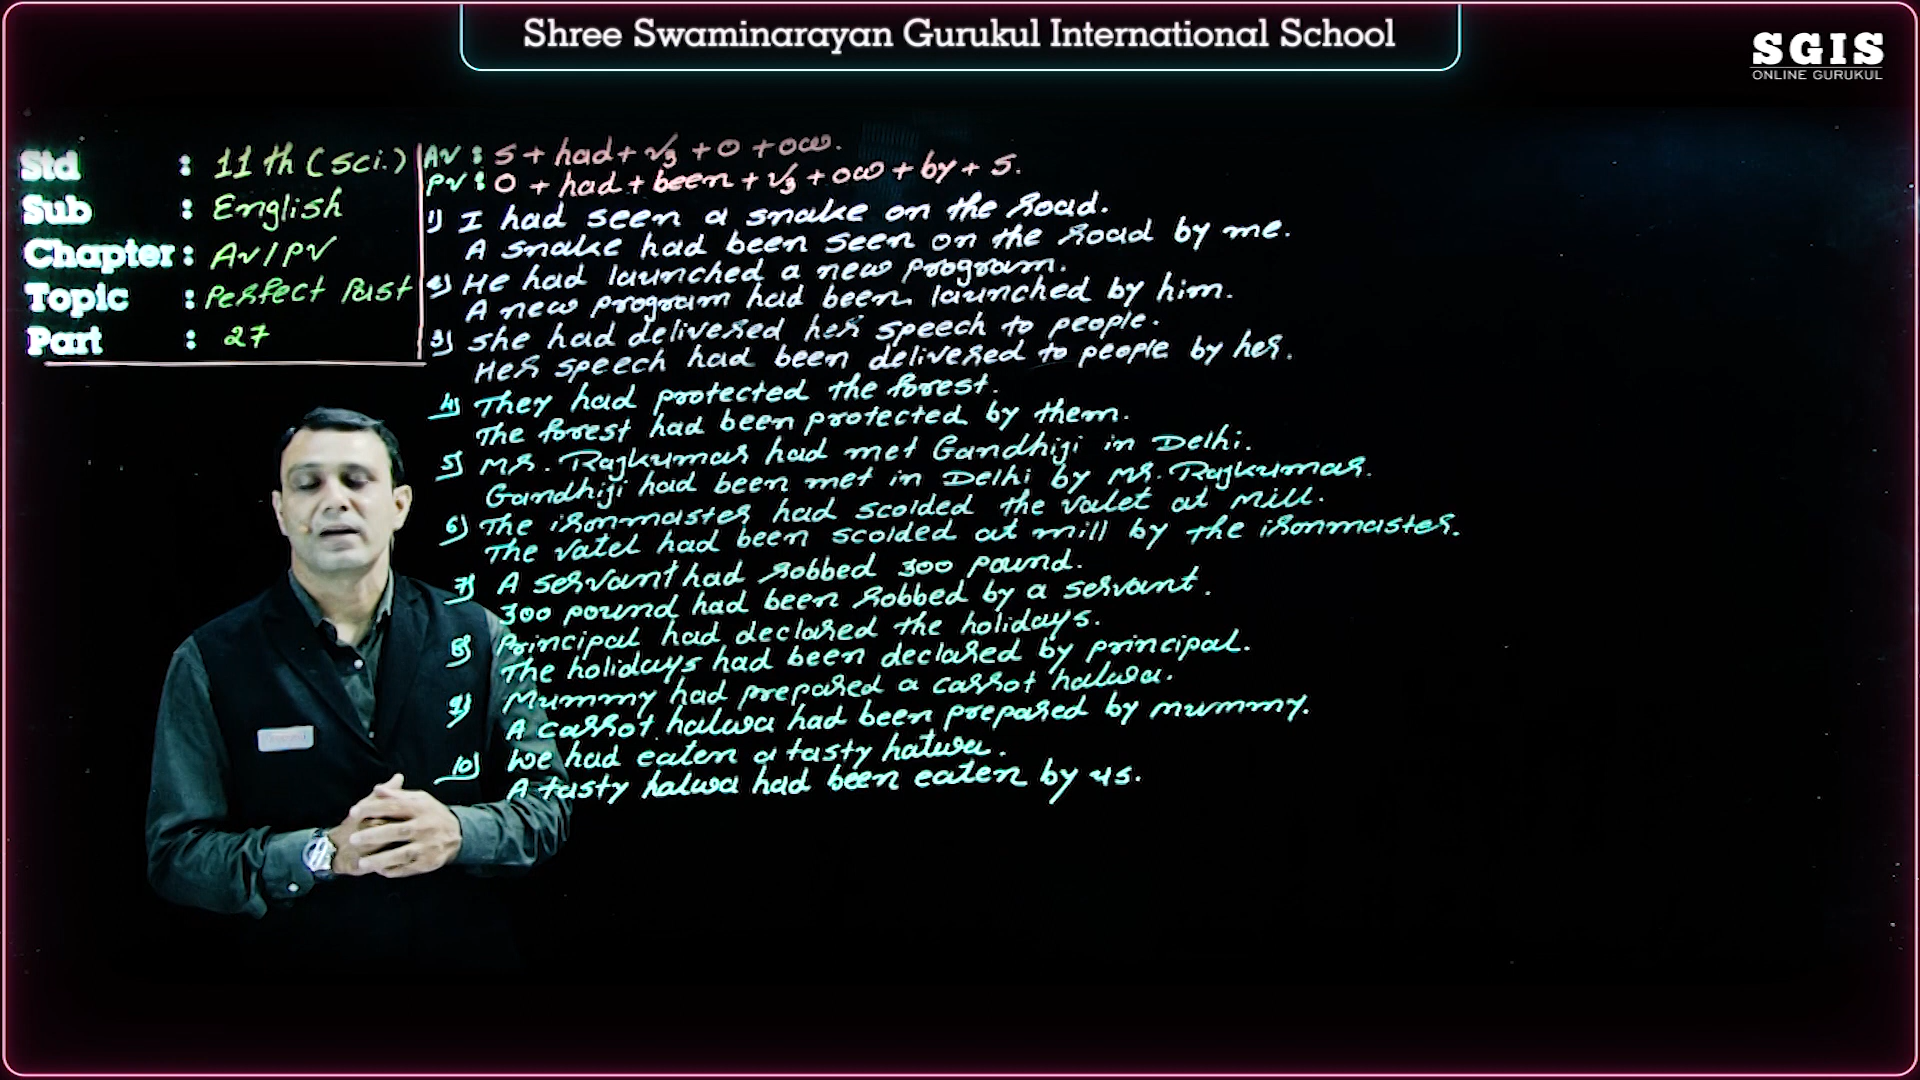 Shree Swaminarayan Gurukul International School
SGIS
ONLINE GURUKUL
Std : 11th (Sci.)
Sub : English
Chapter : AV/PV
Topic : Perfect Past
Part : 27
AV : S + had + V3 + O + OW.
PV : O + had + been + V3 + OW + by + S.
1) I had seen a snake on the road.
A snake had been seen on the road by me.
2) He had launched a new program.
A new program had been launched by him.
3) She had delivered her speech to people.
Her speech had been delivered to people by her.
4) They had protected the forest.
The forest had been protected by them.
5) Mr. Rajkumar had met Gandhiji in Delhi.
Gandhiji had been met in Delhi by Mr. Rajkumar.
6) The ironmaster had scolded the valet at mill.
The vatel had been scolded at mill by the ironmaster.
7) A servant had robbed 300 pound.
300 pound had been robbed by a servant.
8) Principal had declared the holidays.
The holidays had been declared by principal.
9) Mummy had prepared a carrot halwa.
A carrot halwa had been prepared by mummy.
10) We had eaten a tasty halwa.
A tasty halwa had been eaten by us.